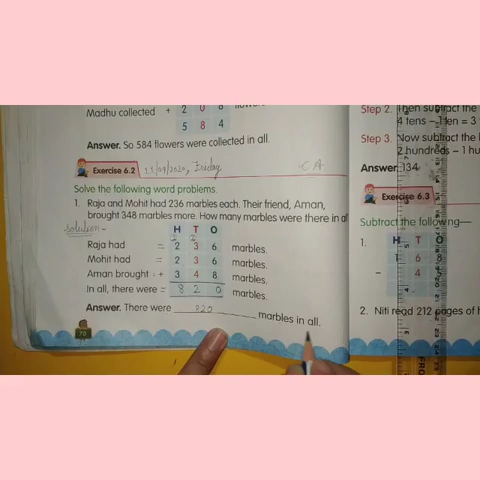 Madhu collected + 2 0 8 flowers
5 8 4
Answer. So 584 flowers were collected in all.
Exercise 6.2 11/09/2020, Friday C A
Solve the following word problems.
1. Raja and Mohit had 236 marbles each. Their friend, Aman,
brought 348 marbles more. How many marbles were there in all
Solution-
H T O
1 2
Raja had = 2 3 6 marbles.
Mohit had = 2 3 6 marbles.
Aman brought = + 3 4 8 marbles.
In all, there were = 8 2 0 marbles.
Answer. There were 820 marbles in all.
70
Step 2. Then subtract the
4 tens – 1 ten = 3
Step 3. Now subtract the
2 hundreds – 1 hu
Answer. 134
Exercise 6.3
Subtract the following—
1. H T O
1 6 8
– 4
2. Niti read 212 pages of